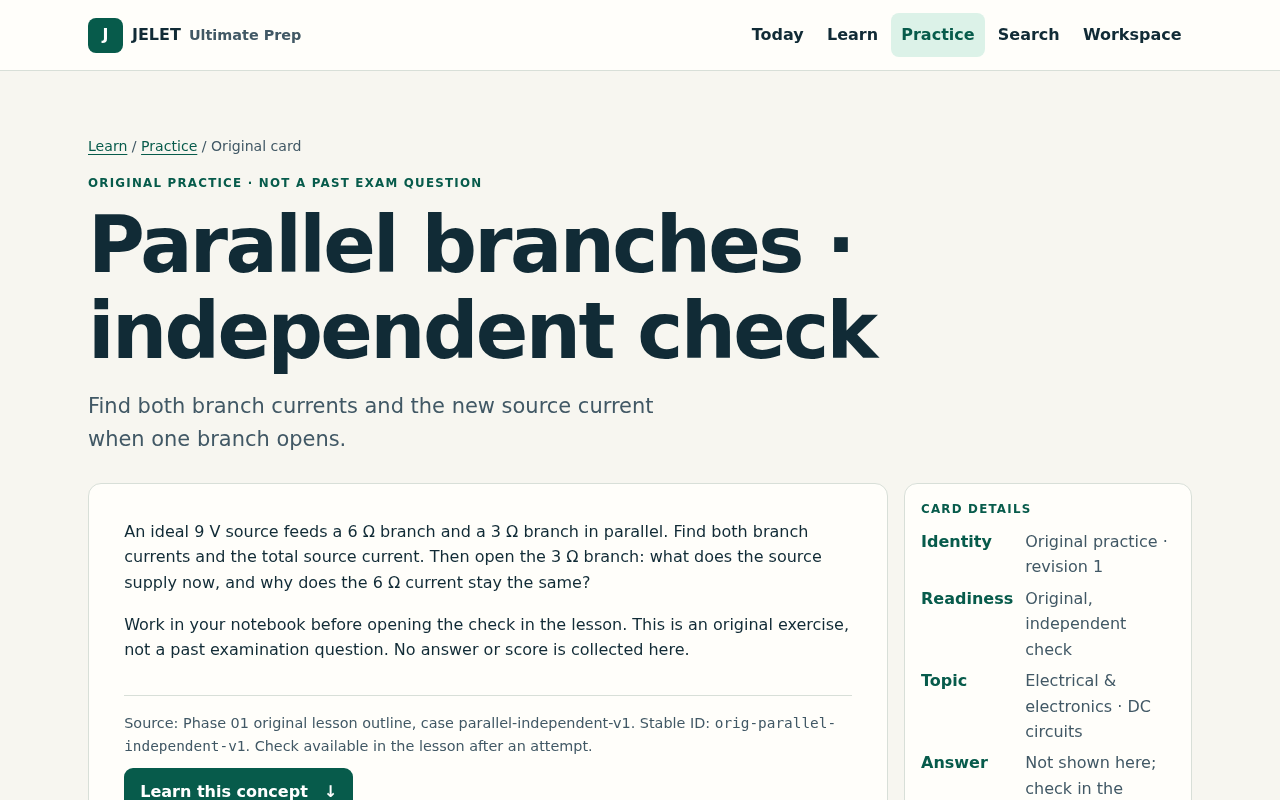 J JELET Ultimate Prep Today Learn Practice Search Workspace
Learn / Practice / Original card
ORIGINAL PRACTICE · NOT A PAST EXAM QUESTION
Parallel branches ·
independent check
Find both branch currents and the new source current
when one branch opens.
An ideal 9 V source feeds a 6 Ω branch and a 3 Ω branch in parallel. Find both branch
currents and the total source current. Then open the 3 Ω branch: what does the source
supply now, and why does the 6 Ω current stay the same?
Work in your notebook before opening the check in the lesson. This is an original exercise,
not a past examination question. No answer or score is collected here.
Source: Phase 01 original lesson outline, case parallel-independent-v1. Stable ID: orig-parallel-
independent-v1. Check available in the lesson after an attempt.
Learn this concept ↓
CARD DETAILS
Identity Original practice ·
revision 1
Readiness Original,
independent
check
Topic Electrical &
electronics · DC
circuits
Answer Not shown here;
check in the